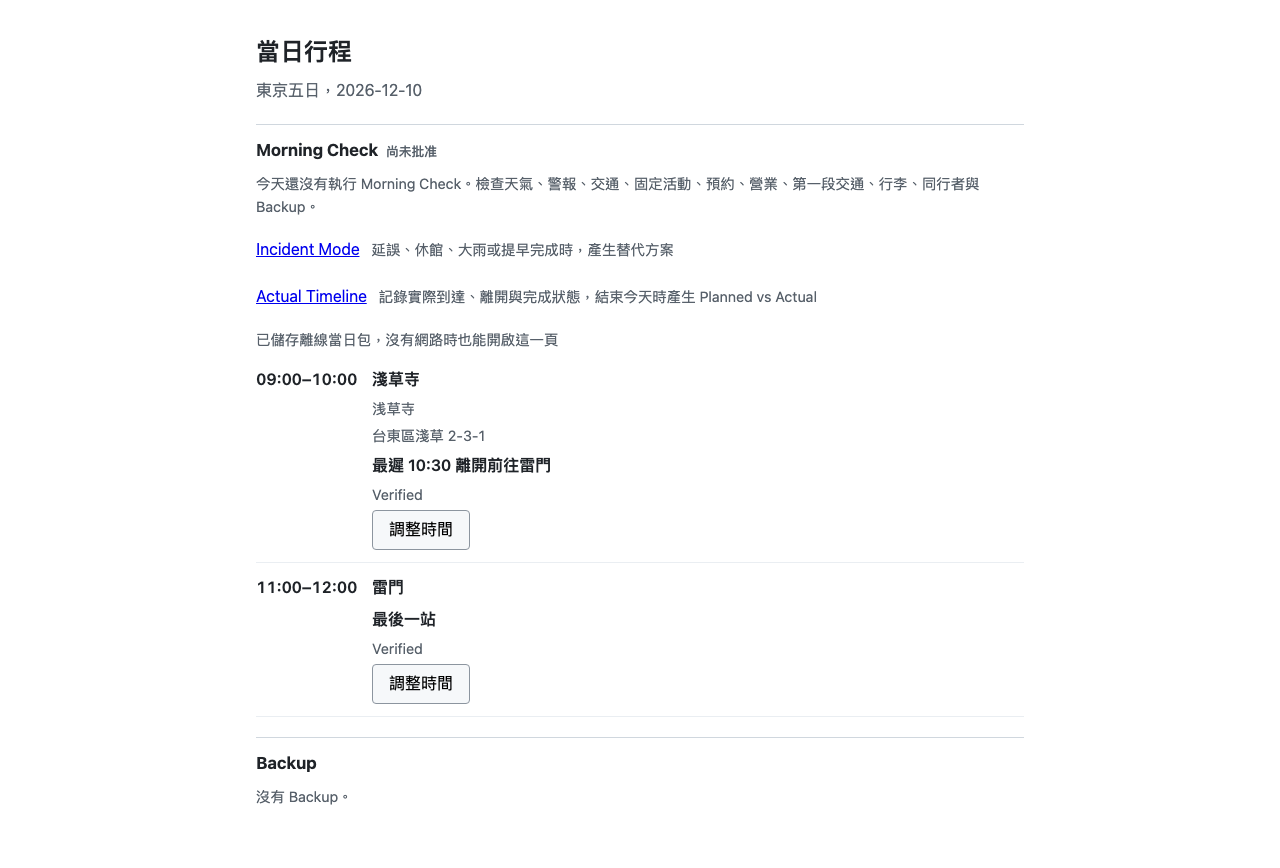 當日行程
東京五日，2026-12-10
Morning Check 尚未批准
今天還沒有執行 Morning Check。檢查天氣、警報、交通、固定活動、預約、營業、第一段交通、行李、同行者與
Backup。
Incident Mode 延誤、休館、大雨或提早完成時，產生替代方案
Actual Timeline 記錄實際到達、離開與完成狀態，結束今天時產生 Planned vs Actual
已儲存離線當日包，沒有網路時也能開啟這一頁
09:00–10:00 淺草寺
浅草寺
台東區淺草 2-3-1
最遲 10:30 離開前往雷門
Verified
調整時間
11:00–12:00 雷門
最後一站
Verified
調整時間
Backup
沒有 Backup。